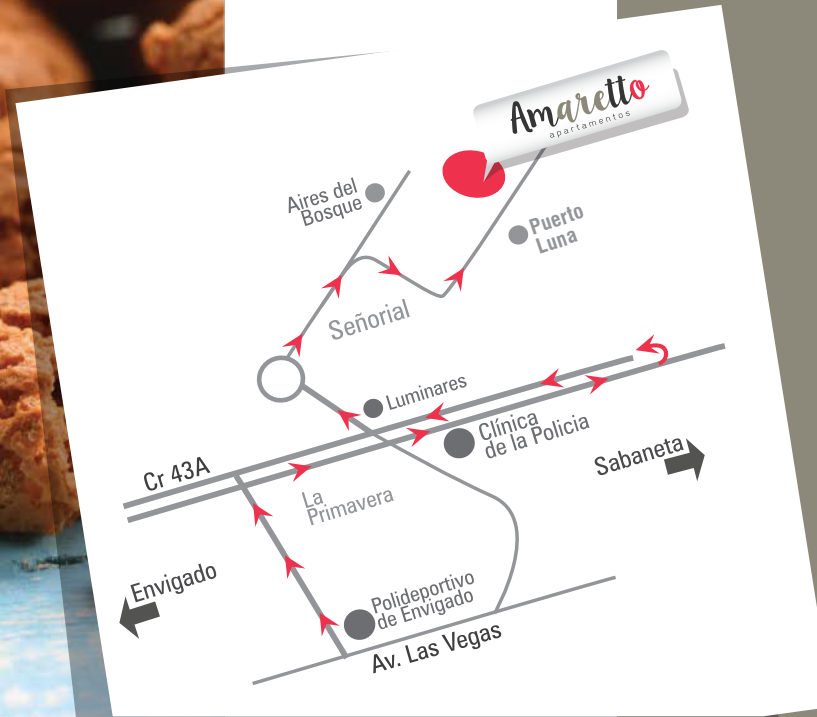 Amaretto
apartamentos
Aires del
Bosque
Puerto
Luna
Señorial
Luminares
Clínica
de la Policia
Cr 43A
Sabaneta
La
Primavera
Envigado
Polideportivo
de Envigado
Av. Las Vegas